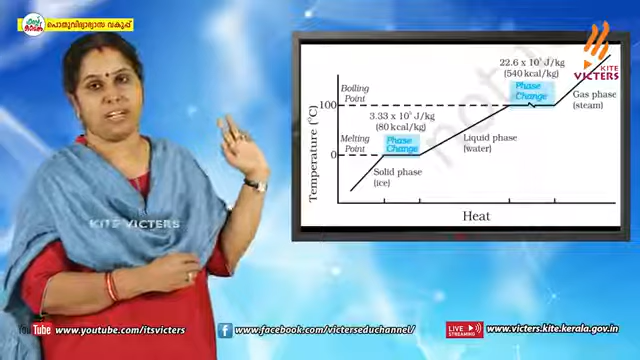 പൊതുവിദ്യാഭ്യാസ വകുപ്പ്
KITE
VICTERS
22.6 x 10⁵ J/kg
(540 kcal/kg)
Boiling
Point
Phase
Change
Gas phase
(steam)
100
3.33 x 10⁵ J/kg
(80 kcal/kg)
Melting
Point
Phase
Change
Liquid phase
(water)
0
Solid phase
(ice)
Temperature (°C)
Heat
KITE VICTERS
YouTube www.youtube.com/itsvicters
www.facebook.com/victerseduchannel/
LIVE STREAMING www.victers.kite.kerala.gov.in